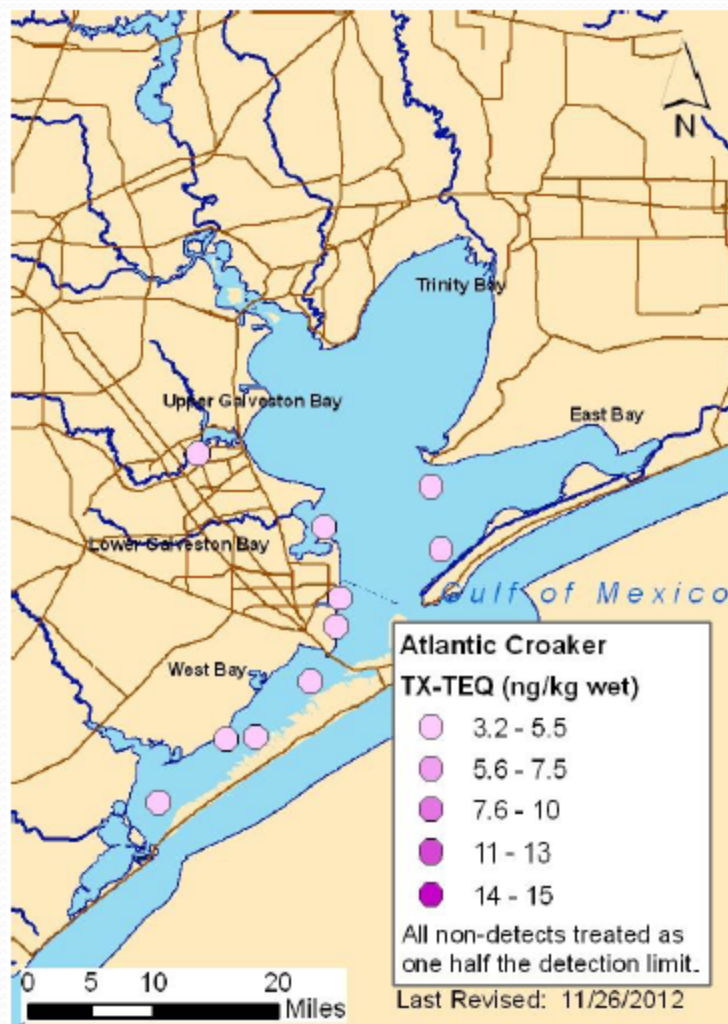 N
Trinity Bay
Upper Galveston Bay
East Bay
Lower Galveston Bay
Gulf of Mexico
West Bay
Atlantic Croaker
TX-TEQ (ng/kg wet)
3.2 - 5.5
5.6 - 7.5
7.6 - 10
11 - 13
14 - 15
All non-detects treated as
one half the detection limit.
0 5 10 20
Miles
Last Revised: 11/26/2012